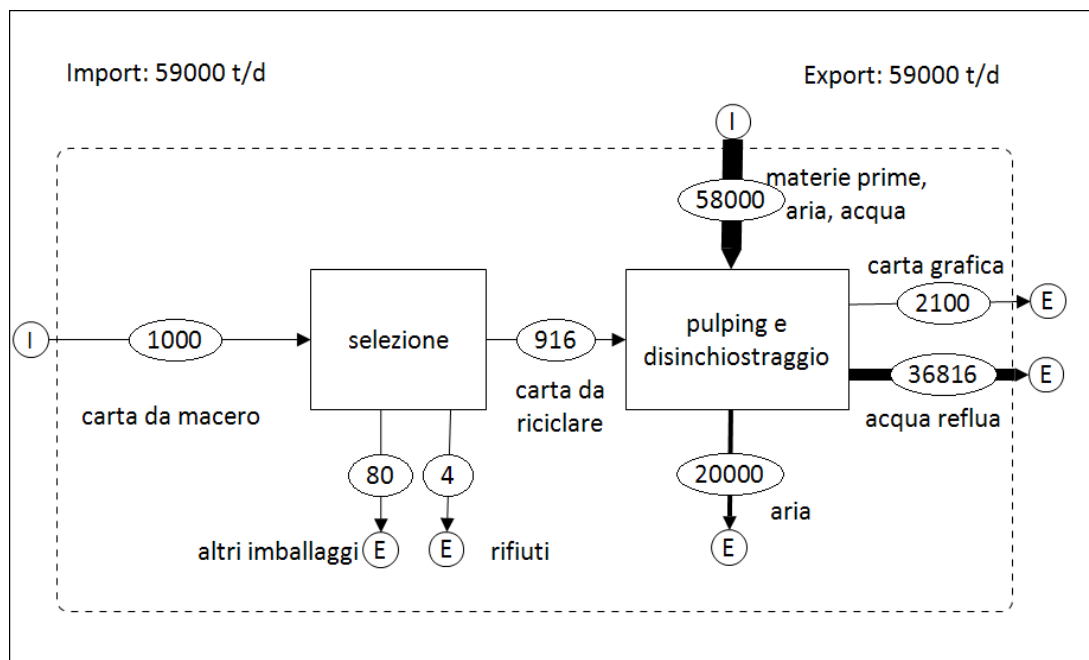 Import: 59000 t/d
Export: 59000 t/d
I
58000
materie prime,
aria, acqua
carta grafica
2100
E
I
1000
carta da macero
selezione
916
carta da
riciclare
pulping e
disinchiostraggio
36816
E
acqua reflua
80
4
20000
aria
altri imballaggi
E
E
rifiuti
E